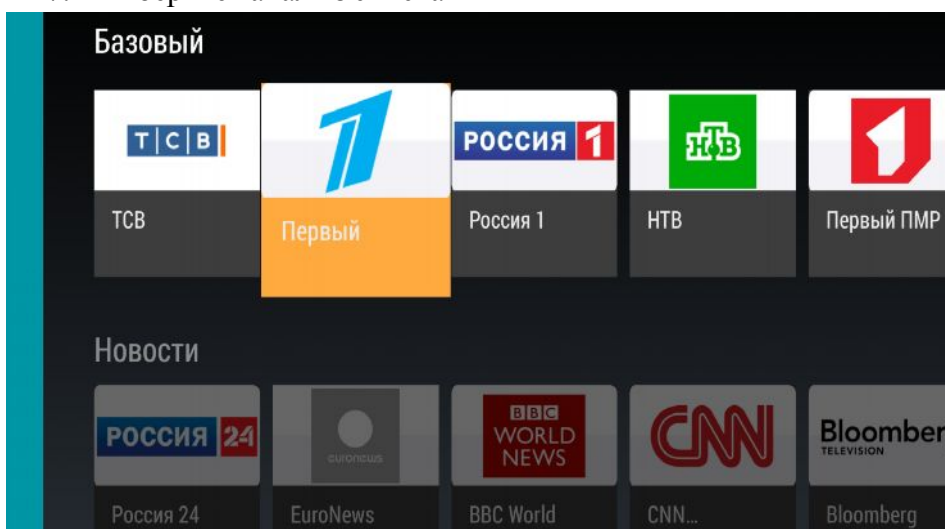 Базовый
ТСВ
РОССИЯ 1
НТВ
ТСВ
Первый
Россия 1
НТВ
Первый ПМР
Новости
РОССИЯ 24
euronews
BBC
WORLD
NEWS
CNN
Bloomber
TELEVISION
Россия 24
EuroNews
BBC World
CNN...
Bloomberg